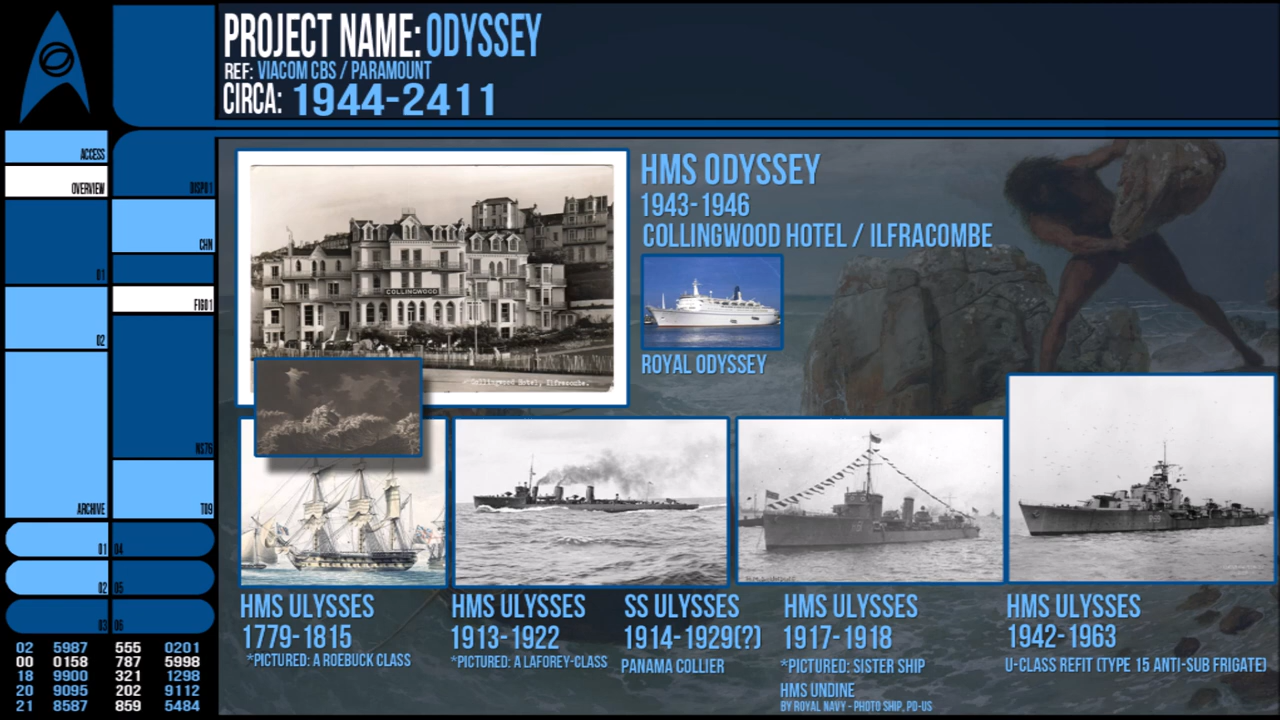 PROJECT NAME: ODYSSEY
REF: VIACOM CBS / PARAMOUNT
CIRCA: 1944-2411
ACCESS
OVERVIEW
DISP01
CHN
01
FIG01
02
NX76
ARCHIVE
T09
01 04
02 05
03 06
02 5987 555 0201
00 0158 787 5998
18 9900 321 1298
20 9095 202 9112
21 8587 859 5484
COLLINGWOOD
Collingwood Hotel, Ilfracombe.
HMS ODYSSEY
1943-1946
COLLINGWOOD HOTEL / ILFRACOMBE
ROYAL ODYSSEY
HMS ULYSSES
1779-1815
*PICTURED: A ROEBUCK CLASS
HMS ULYSSES
1913-1922
*PICTURED: A LAFOREY-CLASS
SS ULYSSES
1914-1929(?)
PANAMA COLLIER
HMS ULYSSES
1917-1918
*PICTURED: SISTER SHIP
HMS UNDINE
BY ROYAL NAVY - PHOTO SHIP, PD-US
HMS ULYSSES
1942-1963
U-CLASS REFIT (TYPE 15 ANTI-SUB FRIGATE)